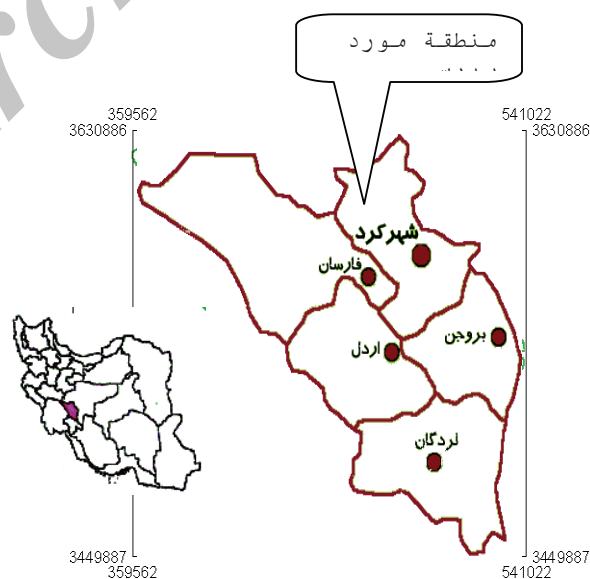 منطقة مورد
359562
541022
3630886
3630886
شهرکرد
فارسان
بروجن
اردل
لردگان
3449887
3449887
359562
541022